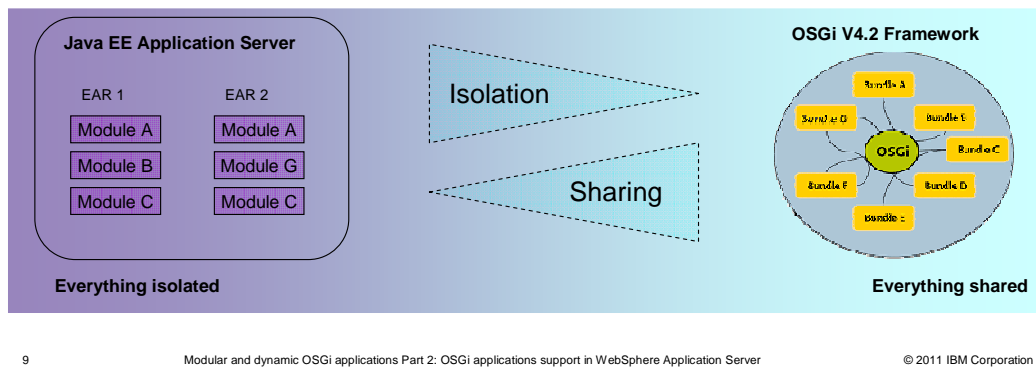 Java EE Application Server
OSGi V4.2 Framework
EAR 1
EAR 2
Module A
Module B
Module C
Module A
Module G
Module C
Isolation
Sharing
Bundle A
Bundle
Bundle C
Bundle D
Bundle
Bundle F
Bundle G
OSGi
Everything isolated
Everything shared
9
Modular and dynamic OSGi applications Part 2: OSGi applications support in WebSphere Application Server
© 2011 IBM Corporation